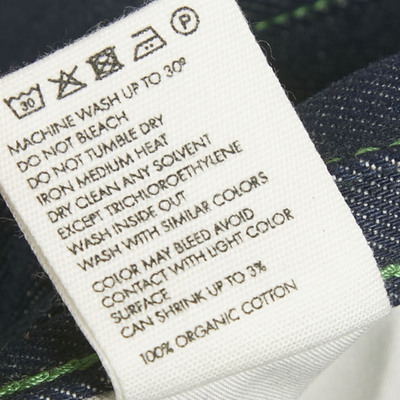 30
P
MACHINE WASH UP TO 30°
DO NOT BLEACH
DO NOT TUMBLE DRY
IRON MEDIUM HEAT
DRY CLEAN ANY SOLVENT
EXCEPT TRICHLOROETHYLENE
WASH INSIDE OUT
WASH WITH SIMILAR COLORS
COLOR MAY BLEED AVOID
CONTACT WITH LIGHT COLOR
SURFACE
CAN SHRINK UP TO 3%
100% ORGANIC COTTON